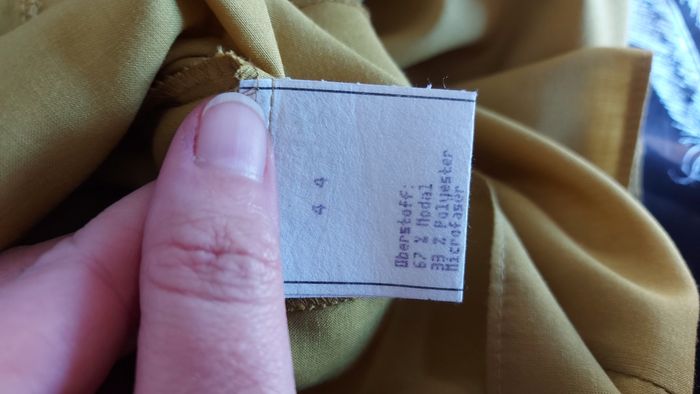 44
Oberstoff:
67 % Modal
33 % Polyester
Microfaser